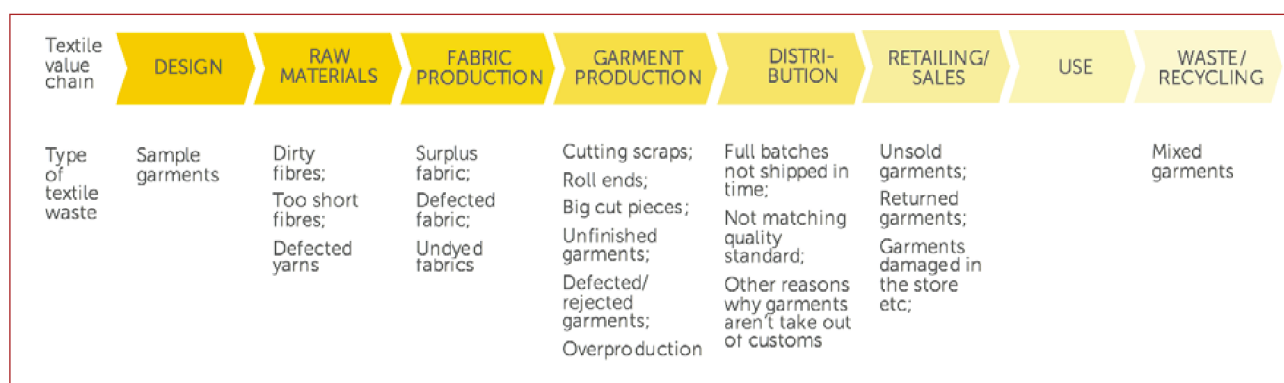 Textile
value
chain
DESIGN
RAW
MATERIALS
FABRIC
PRODUCTION
GARMENT
PRODUCTION
DISTRI-
BUTION
RETAILING/
SALES
USE
WASTE/
RECYCLING
Type
of
textile
waste
Sample
garments
Dirty
fibres;
Too short
fibres;
Defected
yarns
Surplus
fabric;
Defected
fabric;
Undyed
fabrics
Cutting scraps;
Roll ends;
Big cut pieces;
Unfinished
garments;
Defected/
rejected
garments;
Overproduction
Full batches
not shipped in
time;
Not matching
quality
standard;
Other reasons
why garments
aren't take out
of customs
Unsold
garments;
Returned
garments;
Garments
damaged in
the store
etc;
Mixed
garments